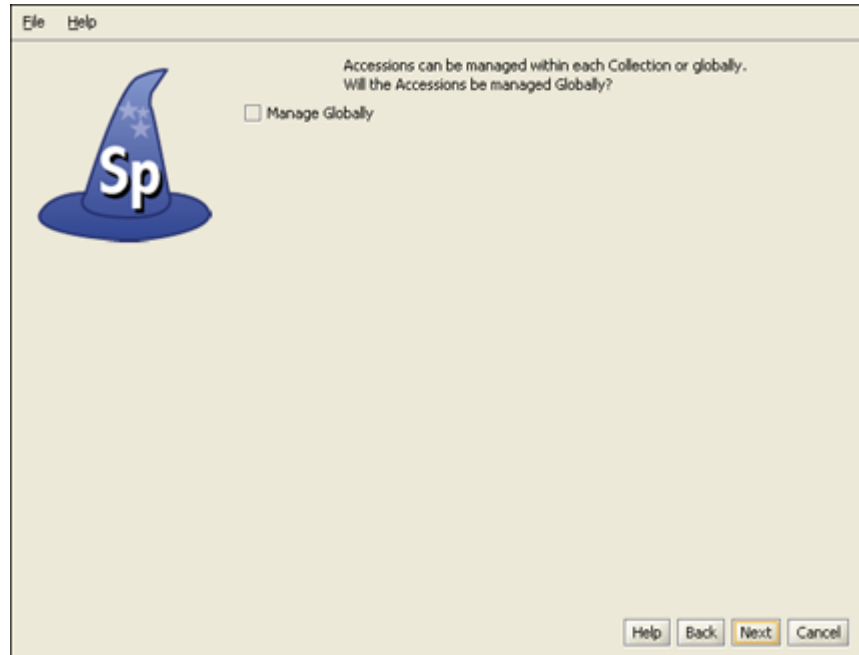 File Help
Accessions can be managed within each Collection or globally.
Will the Accessions be managed Globally?
Manage Globally
Sp
Help Back Next Cancel